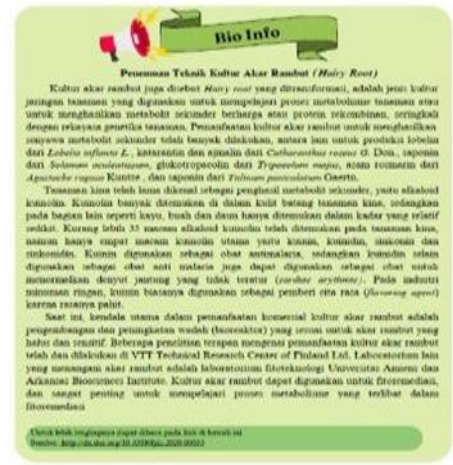 Bio Info
Penemuan Teknik Kultur Akar Rambut (Hairy Root)
Kultur akar rambut juga disebut Hairy root yang ditransformasi, adalah jenis kultur
jaringan tanaman yang digunakan untuk mempelajari proses metabolisme tanaman atau
untuk menghasilkan metabolit sekunder berharga atau protein rekombinan, seringkali
dengan rekayasa genetika tanaman. Pemanfaatan kultur akar rambut untuk menghasilkan
senyawa metabolit sekunder telah banyak dilakukan, antara lain untuk produksi lobelin
dari Lobelia inflata L., katarantin dan ajmalin dari Catharanthus roseus G. Don., saponin
dari Solanum aculeatissum, glukotropaeolin dari Tropaeolum majus, asam rosmarin dari
Agastache rugosa Kuntze, dan saponin dari Talinum paniculatum Gaertn.
Tanaman kina telah lama dikenal sebagai penghasil metabolit sekunder, yaitu alkaloid
kuinolin. Kuinolin banyak ditemukan di dalam kulit batang tanaman kina, sedangkan
pada bagian lain seperti kayu, buah dan daun hanya ditemukan dalam kadar yang relatif
sedikit. Kurang lebih 35 macam alkaloid kuinolin telah ditemukan pada tanaman kina,
namun hanya empat macam kuinolin utama yaitu kuinin, kuinidin, sinkonin dan
sinkonidin. Kuinin digunakan sebagai obat antimalaria, sedangkan kuinidin selain
digunakan sebagai obat anti malaria juga dapat digunakan sebagai obat untuk
menormalkan denyut jantung yang tidak teratur (cardiac arytmic). Pada industri
minuman ringan, kuinin biasanya digunakan sebagai pemberi cita rasa (flavoring agent)
karena rasanya pahit.
Saat ini, kendala utama dalam pemanfaatan komersial kultur akar rambut adalah
pengembangan dan peningkatan wadah (bioreaktor) yang sesuai untuk akar rambut yang
halus dan sensitif. Beberapa penelitian terapan mengenai pemanfaatan kultur akar rambut
telah dan dilakukan di VTT Technical Research Center of Finland Ltd. Laboratorium lain
yang menangani akar rambut adalah laboratorium fitoteknologi Universitas Amiens dan
Arkansas Biosciences Institute. Kultur akar rambut dapat digunakan untuk fitoremediasi,
dan sangat penting untuk mempelajari proses metabolisme yang terlibat dalam
fitoremediasi
Untuk lebih lengkapnya dapat dibaca pada link di bawah ini
Sumber: